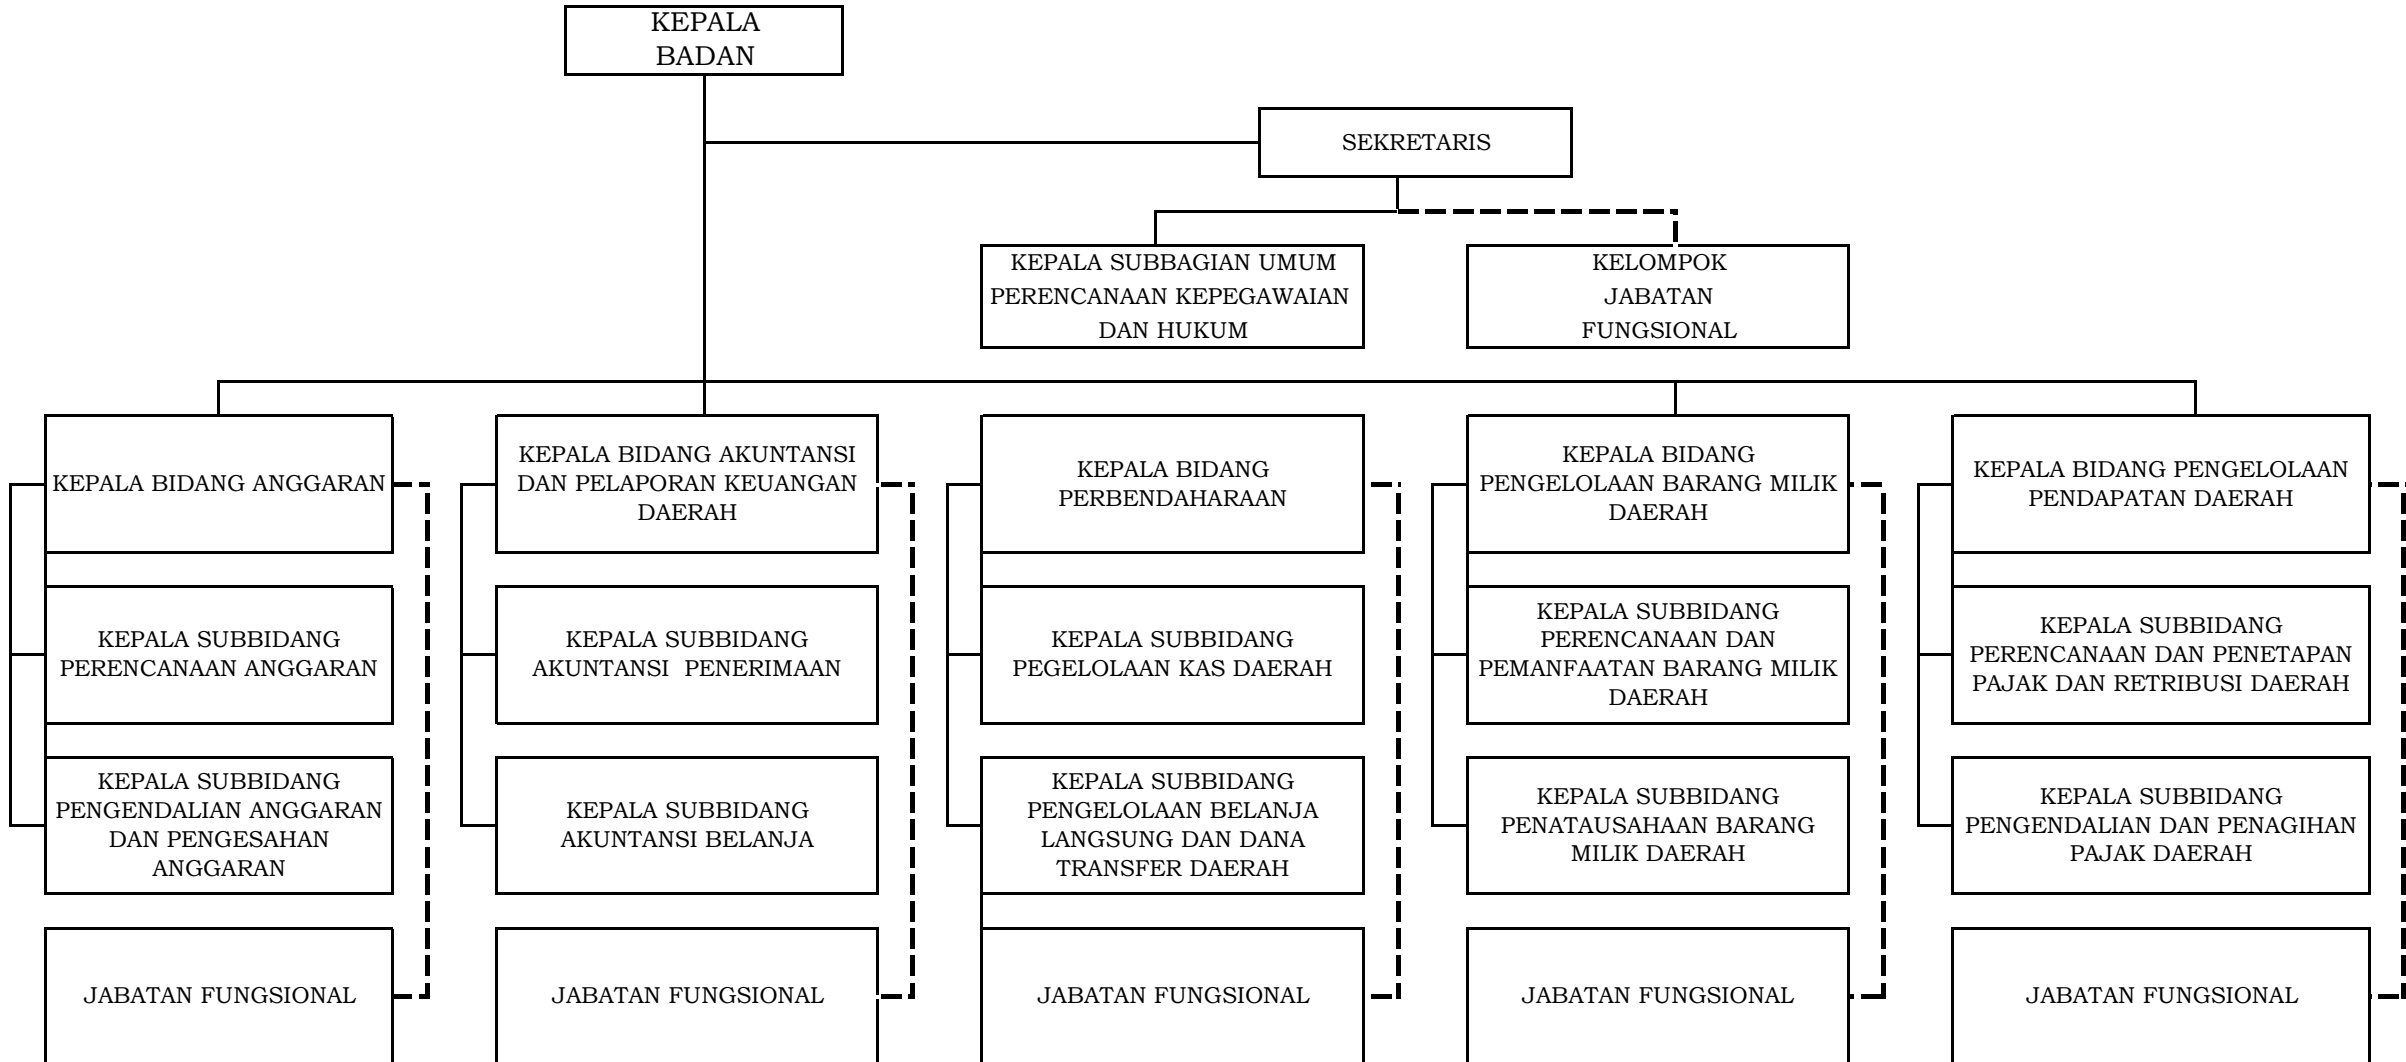 KEPALA
BADAN
SEKRETARIS
KEPALA SUBBAGIAN UMUM
PERENCANAAN KEPEGAWAIAN
DAN HUKUM
KELOMPOK
JABATAN
FUNGSIONAL
KEPALA BIDANG ANGGARAN
KEPALA BIDANG AKUNTANSI
DAN PELAPORAN KEUANGAN
DAERAH
KEPALA BIDANG
PERBENDAHARAAN
KEPALA BIDANG
PENGELOLAAN BARANG MILIK
DAERAH
KEPALA BIDANG PENGELOLAAN
PENDAPATAN DAERAH
KEPALA SUBBIDANG
PERENCANAAN ANGGARAN
KEPALA SUBBIDANG
AKUNTANSI  PENERIMAAN
KEPALA SUBBIDANG
PEGELOLAAN KAS DAERAH
KEPALA SUBBIDANG
PERENCANAAN DAN
PEMANFAATAN BARANG MILIK
DAERAH
KEPALA SUBBIDANG
PERENCANAAN DAN PENETAPAN
PAJAK DAN RETRIBUSI DAERAH
KEPALA SUBBIDANG
PENGENDALIAN ANGGARAN
DAN PENGESAHAN
ANGGARAN
KEPALA SUBBIDANG
AKUNTANSI BELANJA
KEPALA SUBBIDANG
PENGELOLAAN BELANJA
LANGSUNG DAN DANA
TRANSFER DAERAH
KEPALA SUBBIDANG
PENATAUSAHAAN BARANG
MILIK DAERAH
KEPALA SUBBIDANG
PENGENDALIAN DAN PENAGIHAN
PAJAK DAERAH
JABATAN FUNGSIONAL
JABATAN FUNGSIONAL
JABATAN FUNGSIONAL
JABATAN FUNGSIONAL
JABATAN FUNGSIONAL